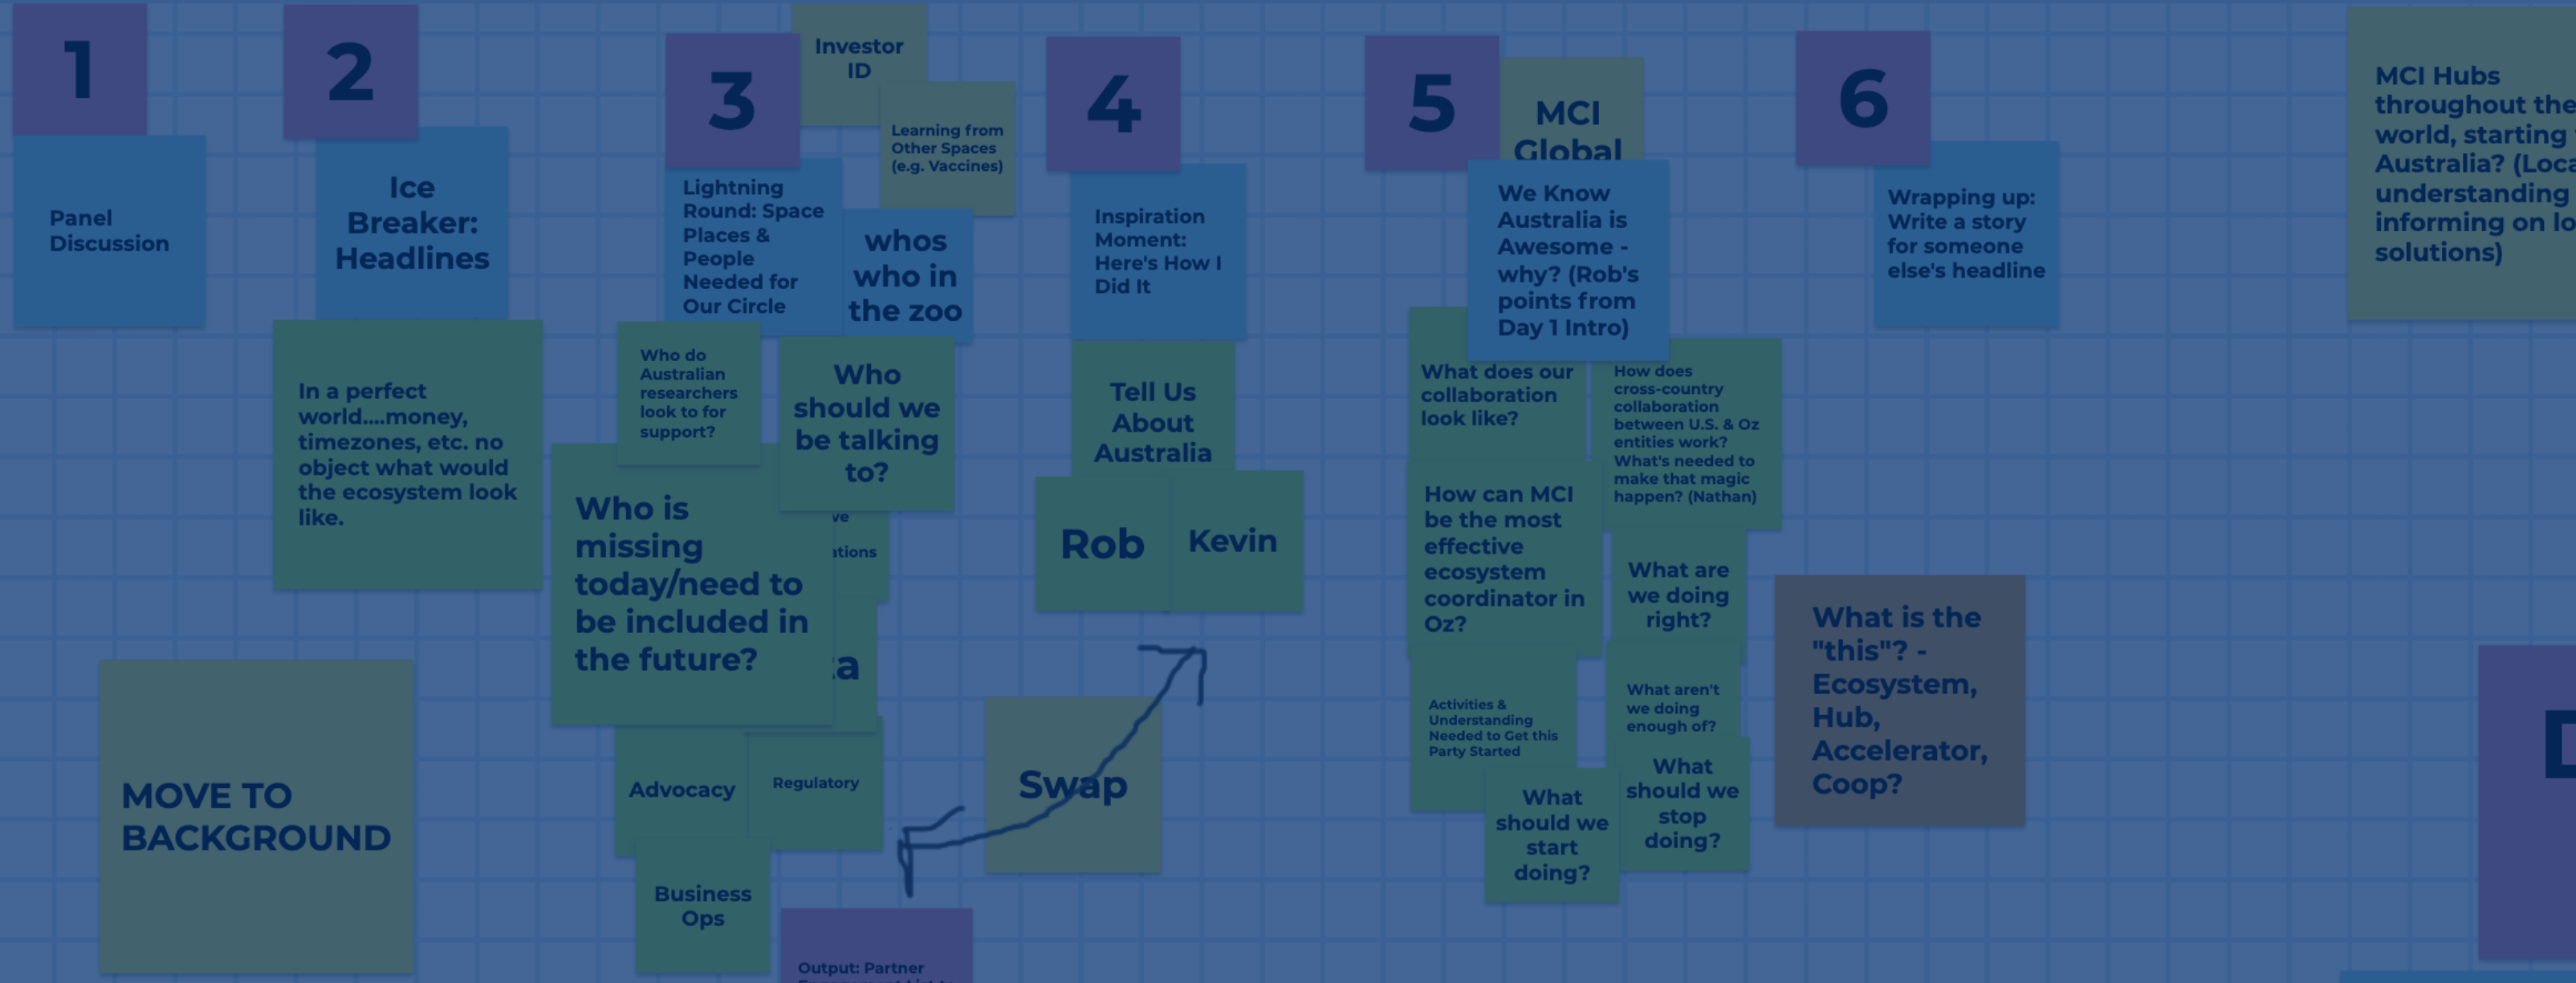 1
Panel
Discussion
2
Ice
Breaker:
Headlines
In a perfect
world....money,
timezones, etc. no
object what would
the ecosystem look
like.
MOVE TO
BACKGROUND
3
Investor
ID
Learning from
Other Spaces
(e.g. Vaccines)
Lightning
Round: Space
Places &
People
Needed for
Our Circle
whos
who in
the zoo
Who do
Australian
researchers
look to for
support?
Who
should we
be talking
to?
Who is
missing
today/need to
be included in
the future?
Advocacy
Regulatory
Business
Ops
Output: Partner
4
Inspiration
Moment:
Here's How I
Did It
Tell Us
About
Australia
Rob
Kevin
Swap
5
MCI
Global
We Know
Australia is
Awesome -
why? (Rob's
points from
Day 1 Intro)
What does our
collaboration
look like?
How does
cross-country
collaboration
between U.S. & Oz
entities work?
What's needed to
make that magic
happen? (Nathan)
How can MCI
be the most
effective
ecosystem
coordinator in
Oz?
What are
we doing
right?
Activities &
Understanding
Needed to Get this
Party Started
What aren't
we doing
enough of?
What
should we
start
doing?
What
should we
stop
doing?
6
Wrapping up:
Write a story
for someone
else's headline
What is the
"this"? -
Ecosystem,
Hub,
Accelerator,
Coop?
MCI Hubs
throughout the
world, starting
Australia?
understanding
informing on
solutions)